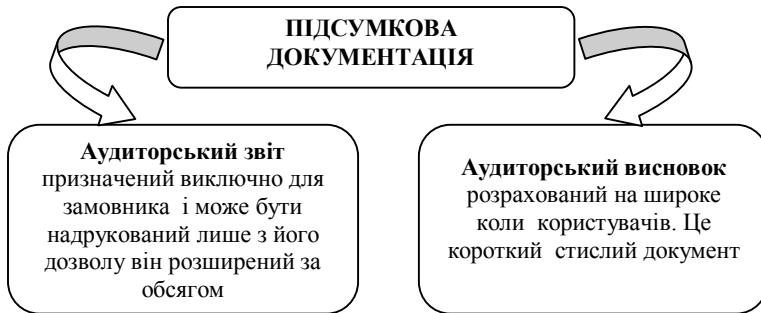 ПІДСУМКОВА
ДОКУМЕНТАЦІЯ
Аудиторський звіт
призначений виключно для
замовника і може бути
надрукований лише з його
дозволу він розширений за
обсягом
Аудиторський висновок
розрахований на широке
коли користувачів. Це
короткий стислий документ